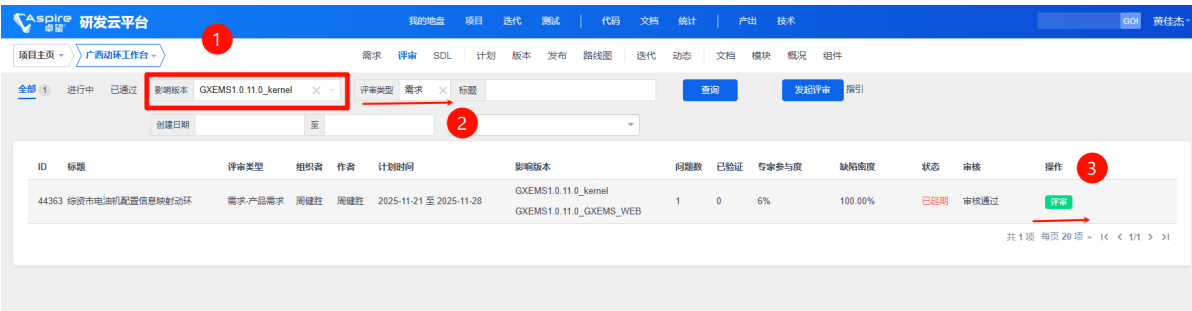 Aspire 卓望 研发云平台 我的地盘 项目 迭代 测试 代码 文档 统计 产出 技术 GO! 黄佳杰
项目主页 广西动环工作台 1 需求 评审 SDL 计划 版本 发布 路线图 迭代 动态 文档 模块 概况 组件
全部 1 进行中 已通过 影响版本 GXEMS1.0.11.0_kernel 评审类型 需求 标题 查询 发起评审 指引
创建日期 至 2
ID 标题 评审类型 组织者 作者 计划时间 影响版本 问题数 已验证 专家参与度 缺陷密度 状态 审核 操作 3
44363 综资市电油机配置信息映射动环 需求-产品需求 周健胜 周健胜 2025-11-21 至 2025-11-28 GXEMS1.0.11.0_kernel 1 0 6% 100.00% 已延期 审核通过 评审
GXEMS1.0.11.0_GXEMS_WEB
共 1 项 每页 20 项 1/1